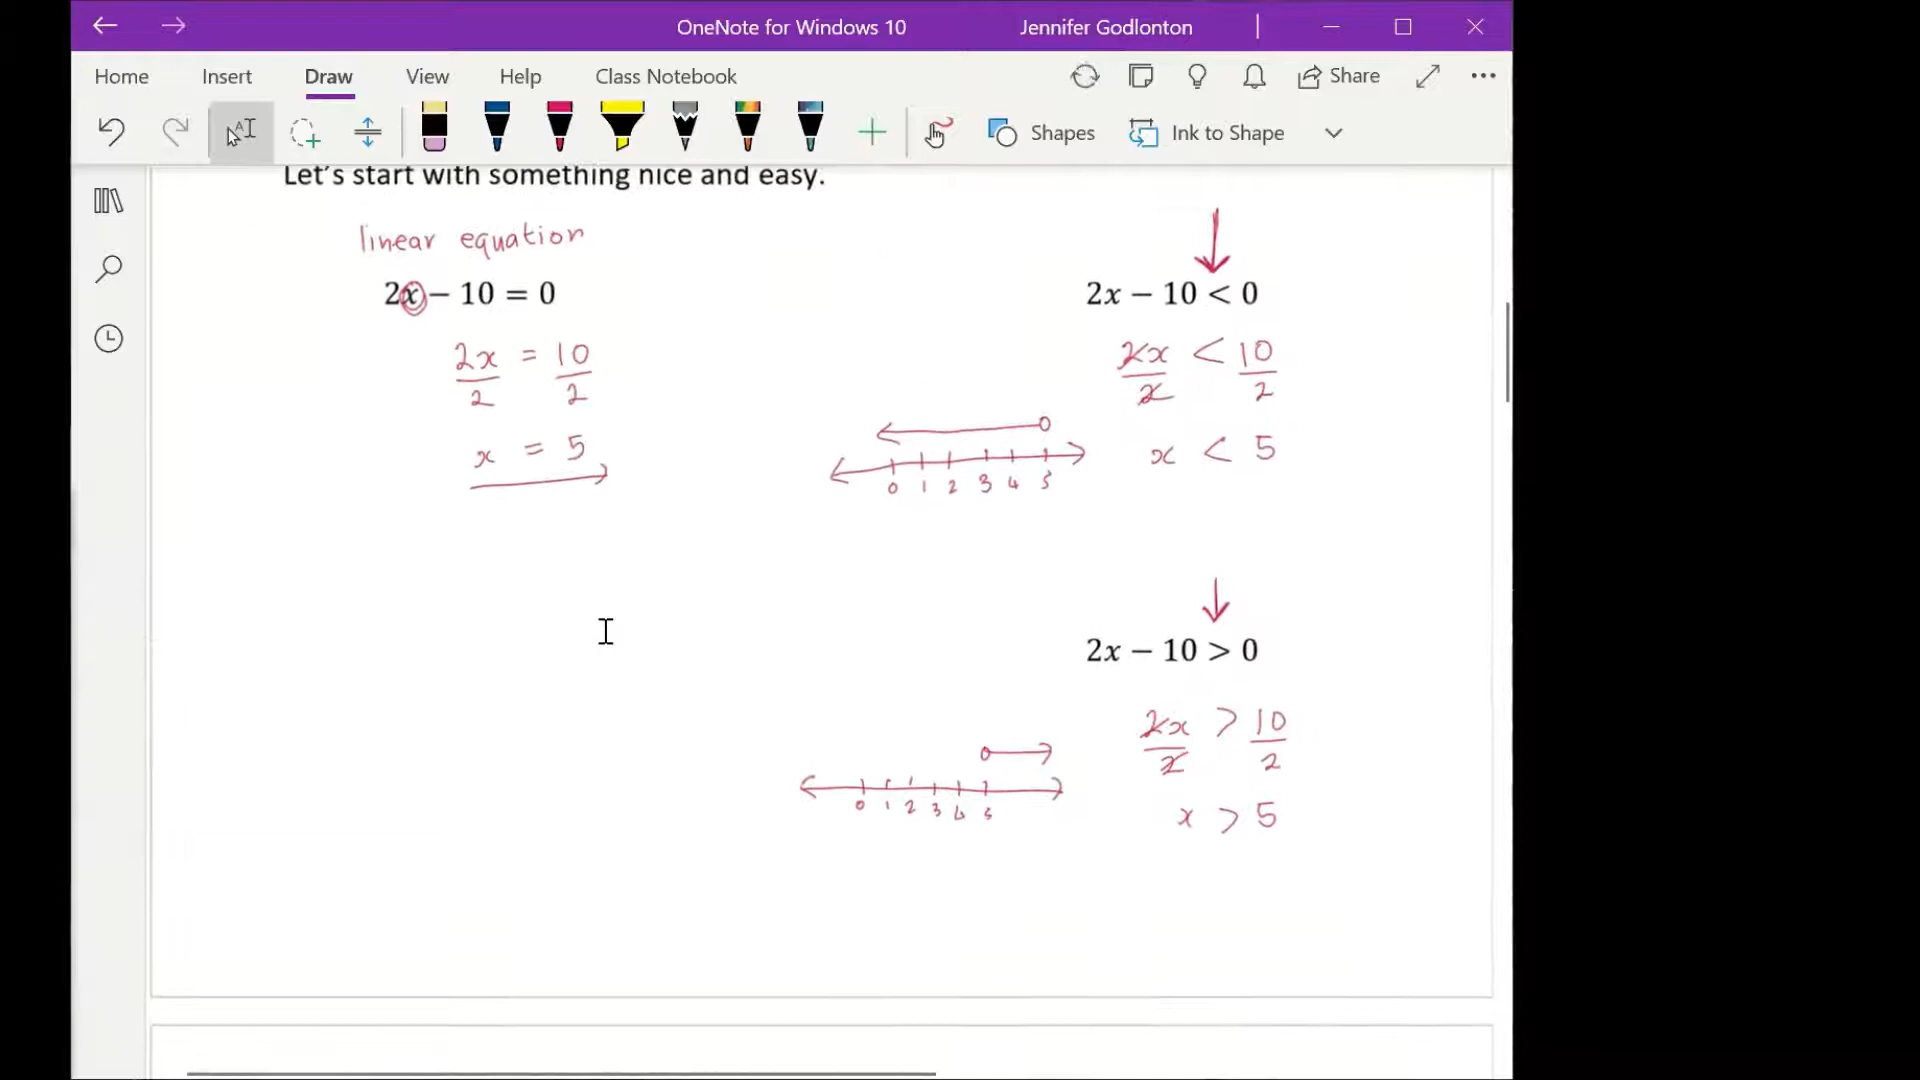 OneNote for Windows 10
Jennifer Godlonton
Home Insert Draw View Help Class Notebook
Share
Shapes
Ink to Shape
Let's start with something nice and easy.
linear equation
2x − 10 = 0
2x = 10
2 2
x = 5
2x − 10 < 0
2x < 10
2 2
x < 5
0 1 2 3 4 5
2x − 10 > 0
2x > 10
2 2
x > 5
0 1 2 3 4 5